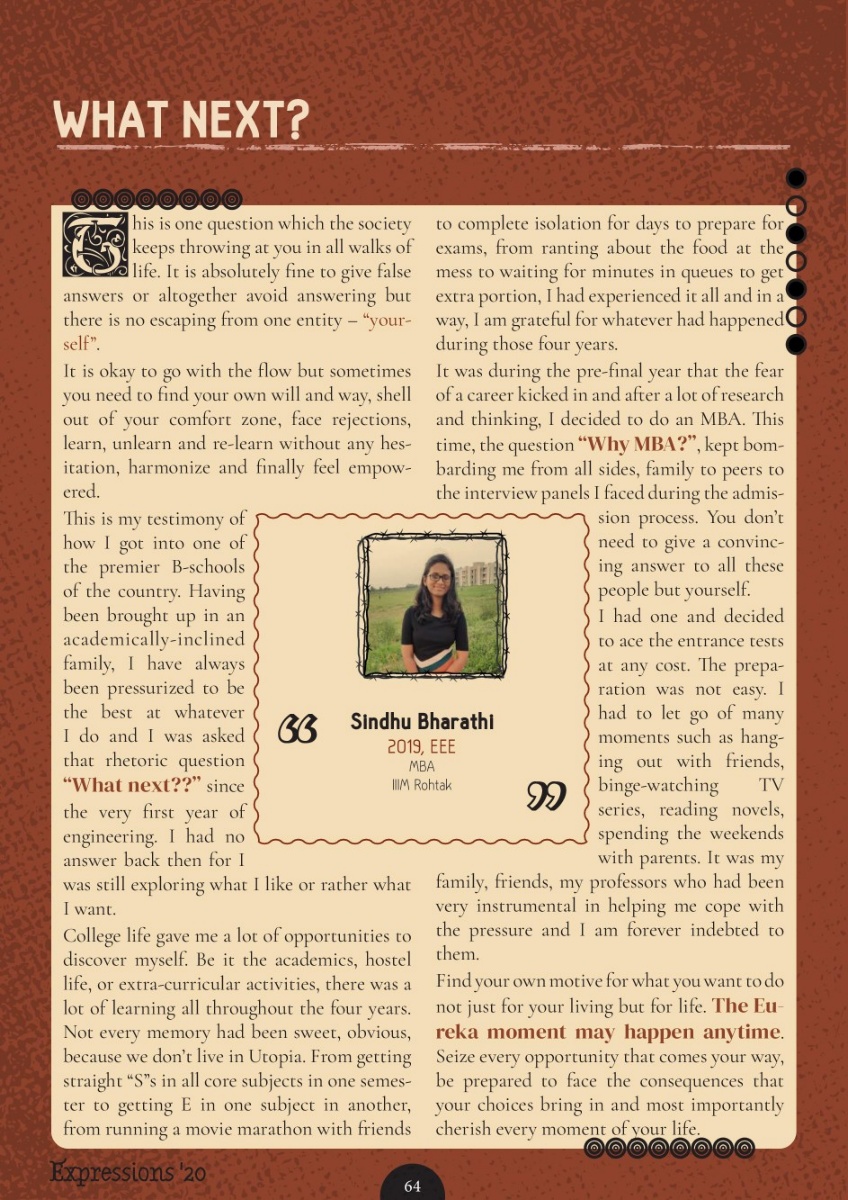 WHAT NEXT?
This is one question which the society
keeps throwing at you in all walks of
life. It is absolutely fine to give false
answers or altogether avoid answering but
there is no escaping from one entity – “your-
self”.
It is okay to go with the flow but sometimes
you need to find your own will and way, shell
out of your comfort zone, face rejections,
learn, unlearn and re-learn without any hes-
itation, harmonize and finally feel empow-
ered.
This is my testimony of
how I got into one of
the premier B-schools
of the country. Having
been brought up in an
academically-inclined
family, I have always
been pressurized to be
the best at whatever
I do and I was asked
that rhetoric question
“What next??” since
the very first year of
engineering. I had no
answer back then for I
was still exploring what I like or rather what
I want.
College life gave me a lot of opportunities to
discover myself. Be it the academics, hostel
life, or extra-curricular activities, there was a
lot of learning all throughout the four years.
Not every memory had been sweet, obvious,
because we don’t live in Utopia. From getting
straight “S”s in all core subjects in one semes-
ter to getting E in one subject in another,
from running a movie marathon with friends
to complete isolation for days to prepare for
exams, from ranting about the food at the
mess to waiting for minutes in queues to get
extra portion, I had experienced it all and in a
way, I am grateful for whatever had happened
during those four years.
It was during the pre-final year that the fear
of a career kicked in and after a lot of research
and thinking, I decided to do an MBA. This
time, the question “Why MBA?”, kept bom-
barding me from all sides, family to peers to
the interview panels I faced during the admis-
sion process. You don’t
need to give a convinc-
ing answer to all these
people but yourself.
I had one and decided
to ace the entrance tests
at any cost. The prepa-
ration was not easy. I
had to let go of many
moments such as hang-
ing out with friends,
binge-watching TV
series, reading novels,
spending the weekends
with parents. It was my
family, friends, my professors who had been
very instrumental in helping me cope with
the pressure and I am forever indebted to
them.
Find your own motive for what you want to do
not just for your living but for life. The Eu-
reka moment may happen anytime.
Seize every opportunity that comes your way,
be prepared to face the consequences that
your choices bring in and most importantly
cherish every moment of your life.
“
Sindhu Bharathi
2019, EEE
MBA
IIIM Rohtak
”
Expressions '20
64